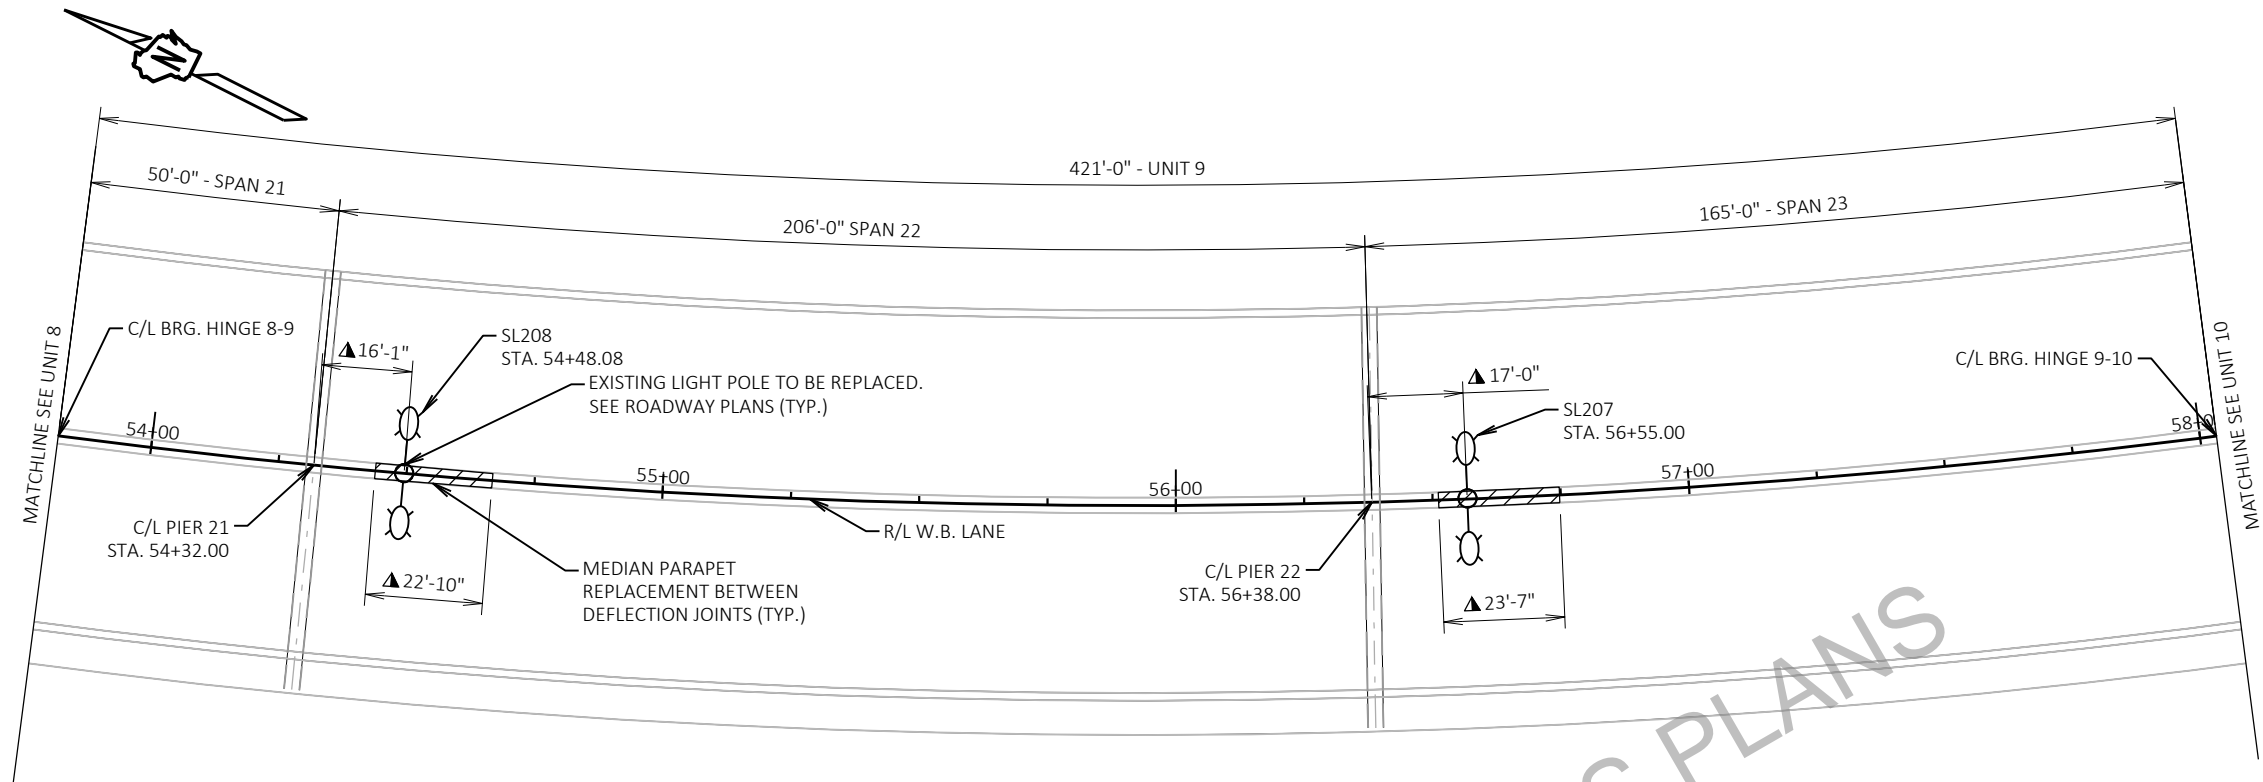 N
421'-0" - UNIT 9
50'-0" - SPAN 21
206'-0" SPAN 22
165'-0" - SPAN 23
MATCHLINE SEE UNIT 8
C/L BRG. HINGE 8-9
16'-1"
SL208
STA. 54+48.08
EXISTING LIGHT POLE TO BE REPLACED.
SEE ROADWAY PLANS (TYP.)
17'-0"
SL207
STA. 56+55.00
C/L BRG. HINGE 9-10
MATCHLINE SEE UNIT 10
54+00
55+00
56+00
57+00
58+0
C/L PIER 21
STA. 54+32.00
22'-10"
MEDIAN PARAPET
REPLACEMENT BETWEEN
DEFLECTION JOINTS (TYP.)
R/L W.B. LANE
C/L PIER 22
STA. 56+38.00
23'-7"
S PLANS